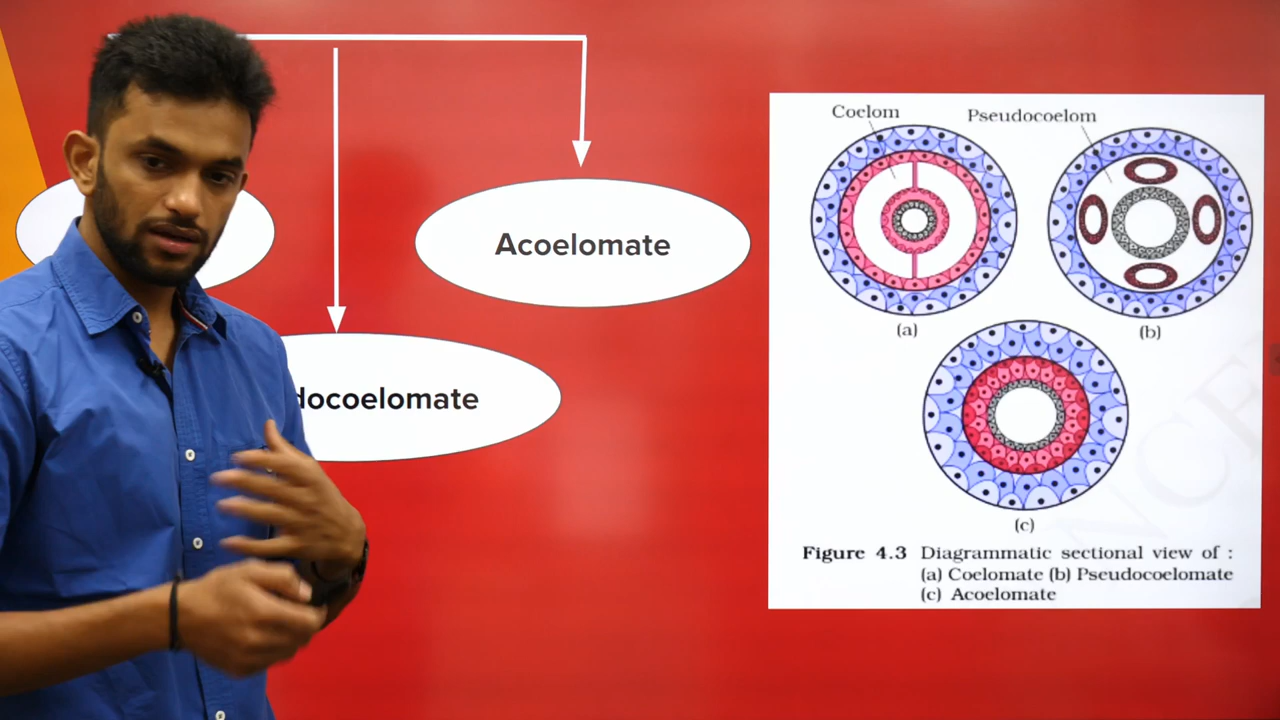 Acoelomate
docoelomate
Coelom
Pseudocoelom
(a)
(b)
(c)
Figure 4.3 Diagrammatic sectional view of :
(a) Coelomate (b) Pseudocoelomate
(c) Acoelomate